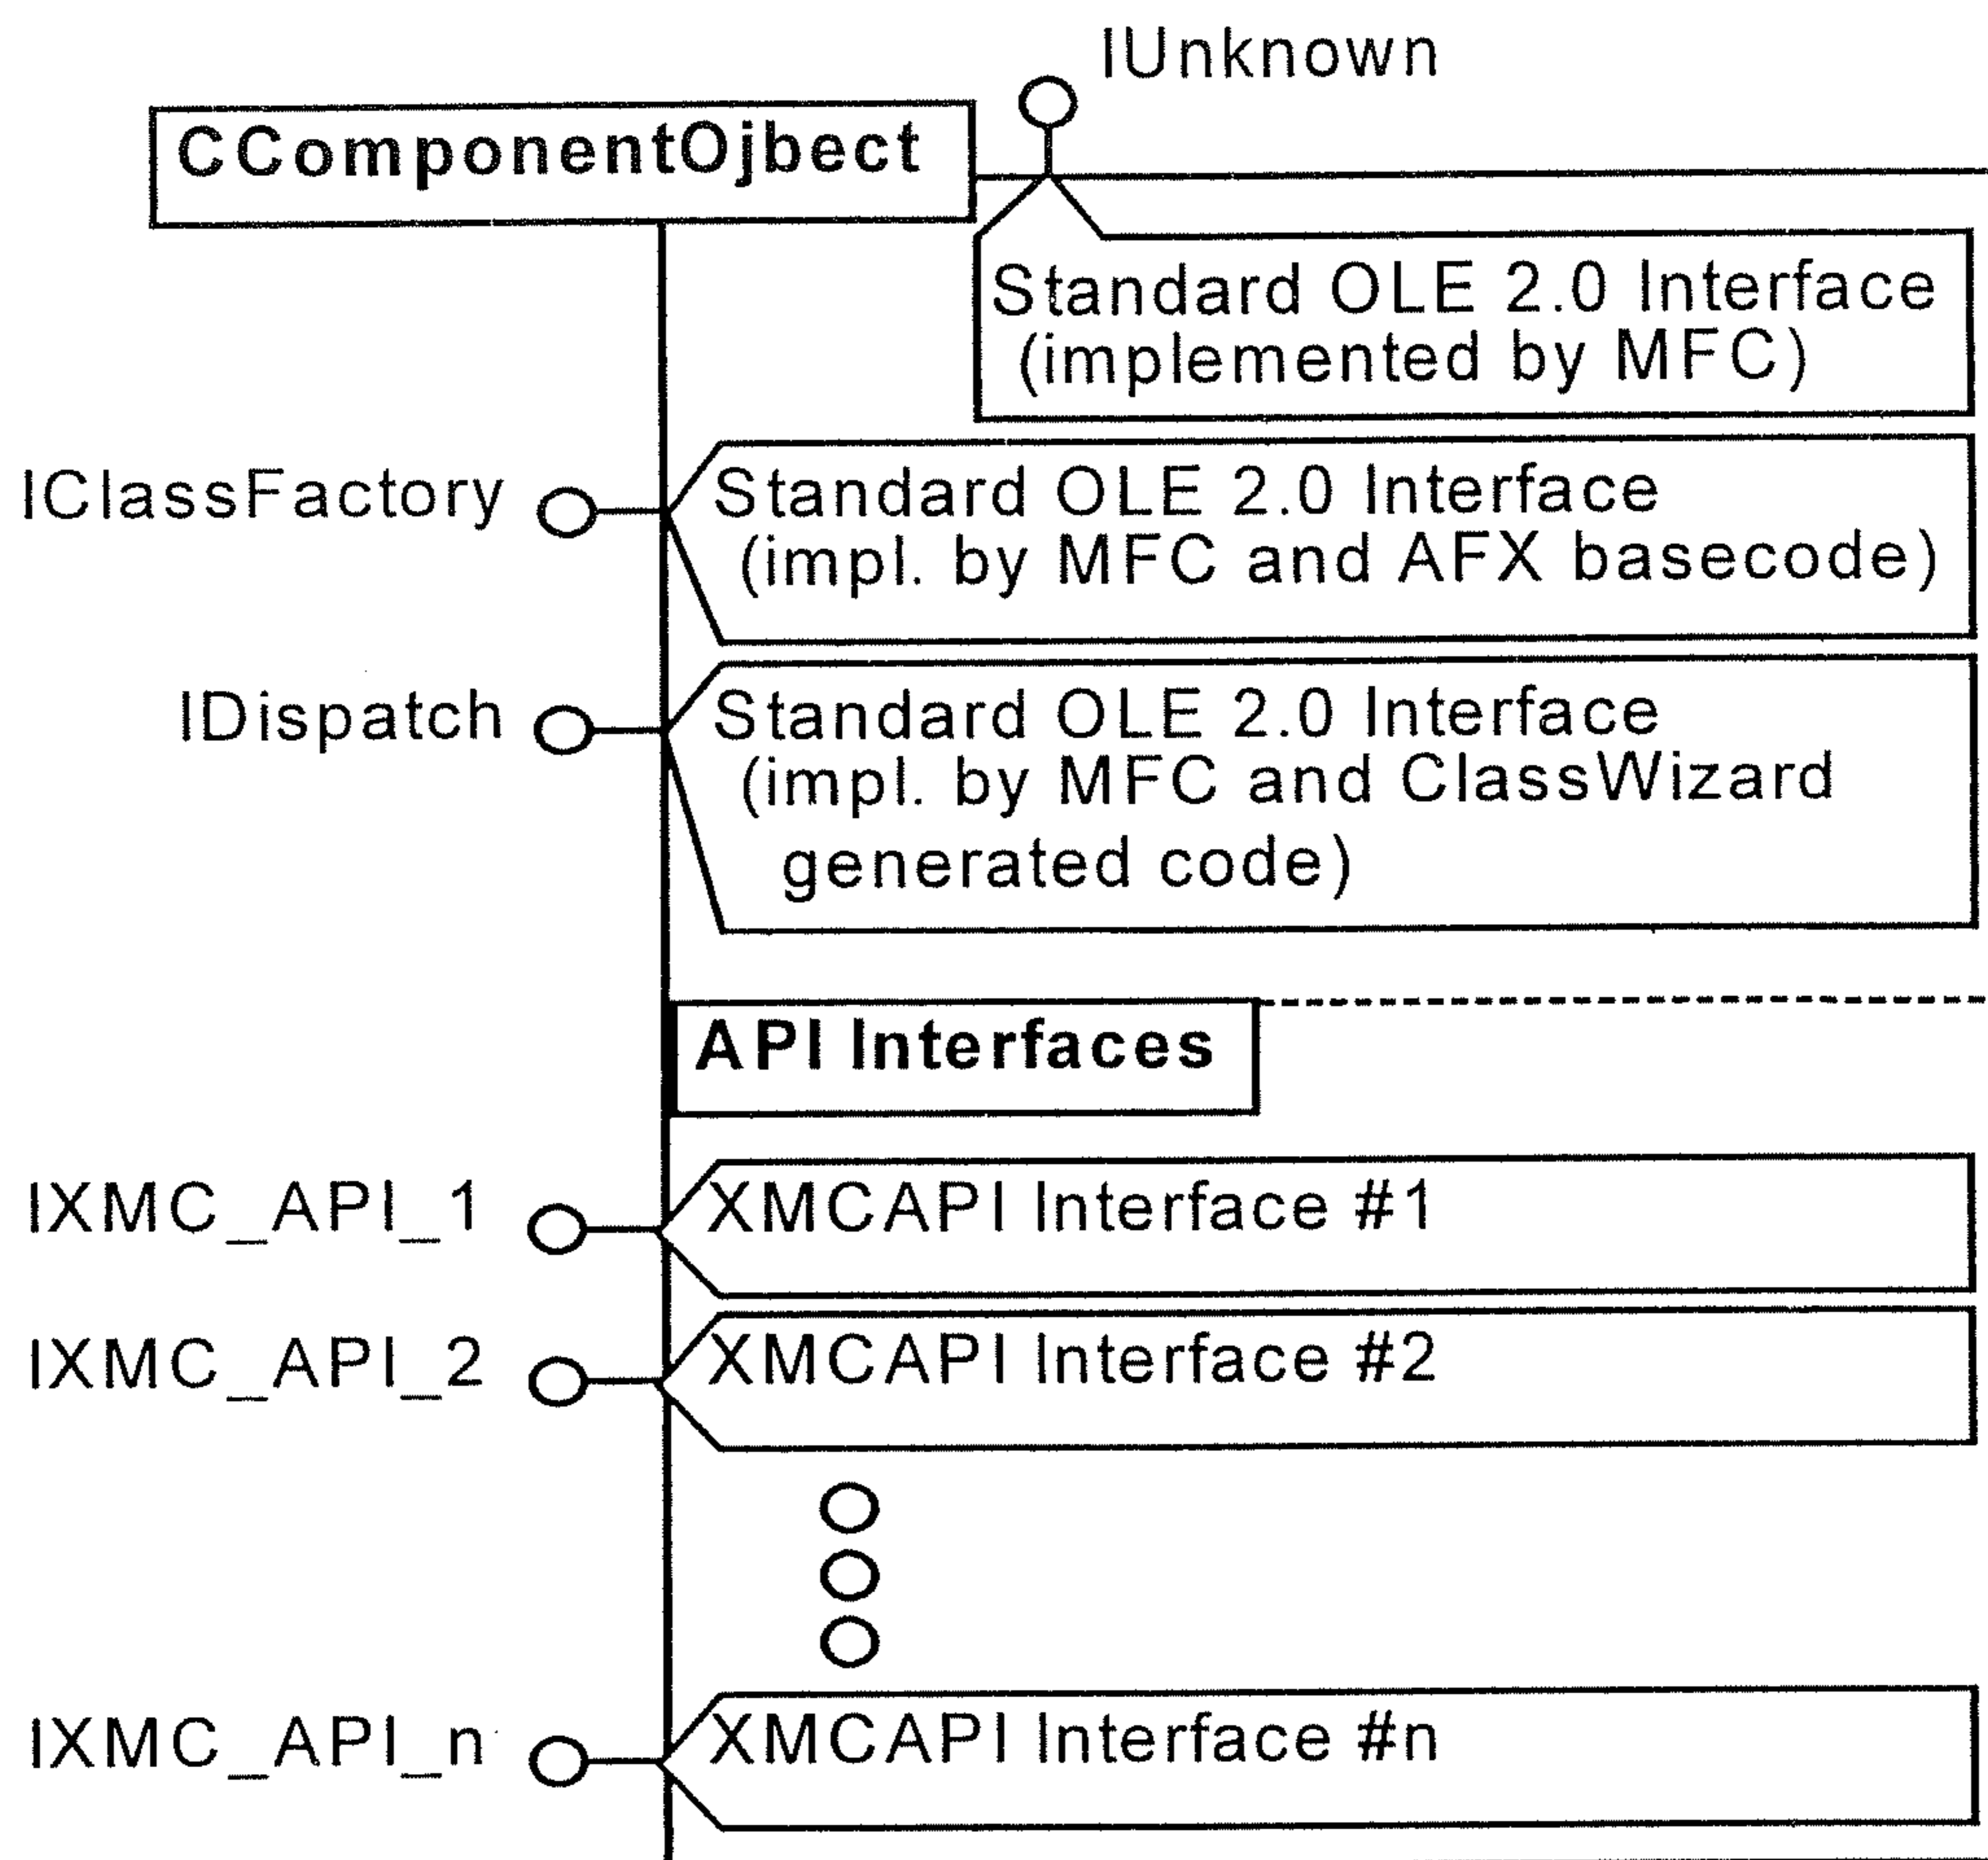 IUnknown
CComponentOjbect
Standard OLE 2.0 Interface
(implemented by MFC)
IClassFactory
Standard OLE 2.0 Interface
(impl. by MFC and AFX basecode)
IDispatch
Standard OLE 2.0 Interface
(impl. by MFC and ClassWizard
generated code)
API Interfaces
IXMC_API_1
XMCAPI Interface #1
IXMC_API_2
XMCAPI Interface #2
IXMC_API_n
XMCAPI Interface #n